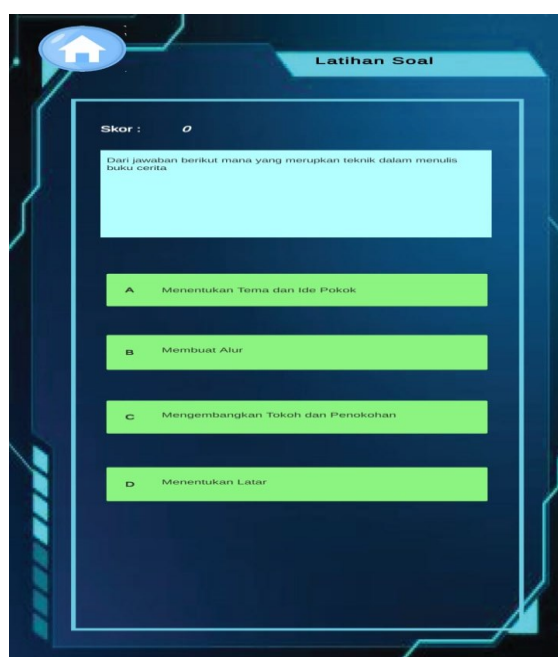 Latihan Soal
Skor : 0
Dari jawaban berikut mana yang merupkan teknik dalam menulis
buku cerita
A Menentukan Tema dan Ide Pokok
B Membuat Alur
C Mengembangkan Tokoh dan Penokohan
D Menentukan Latar